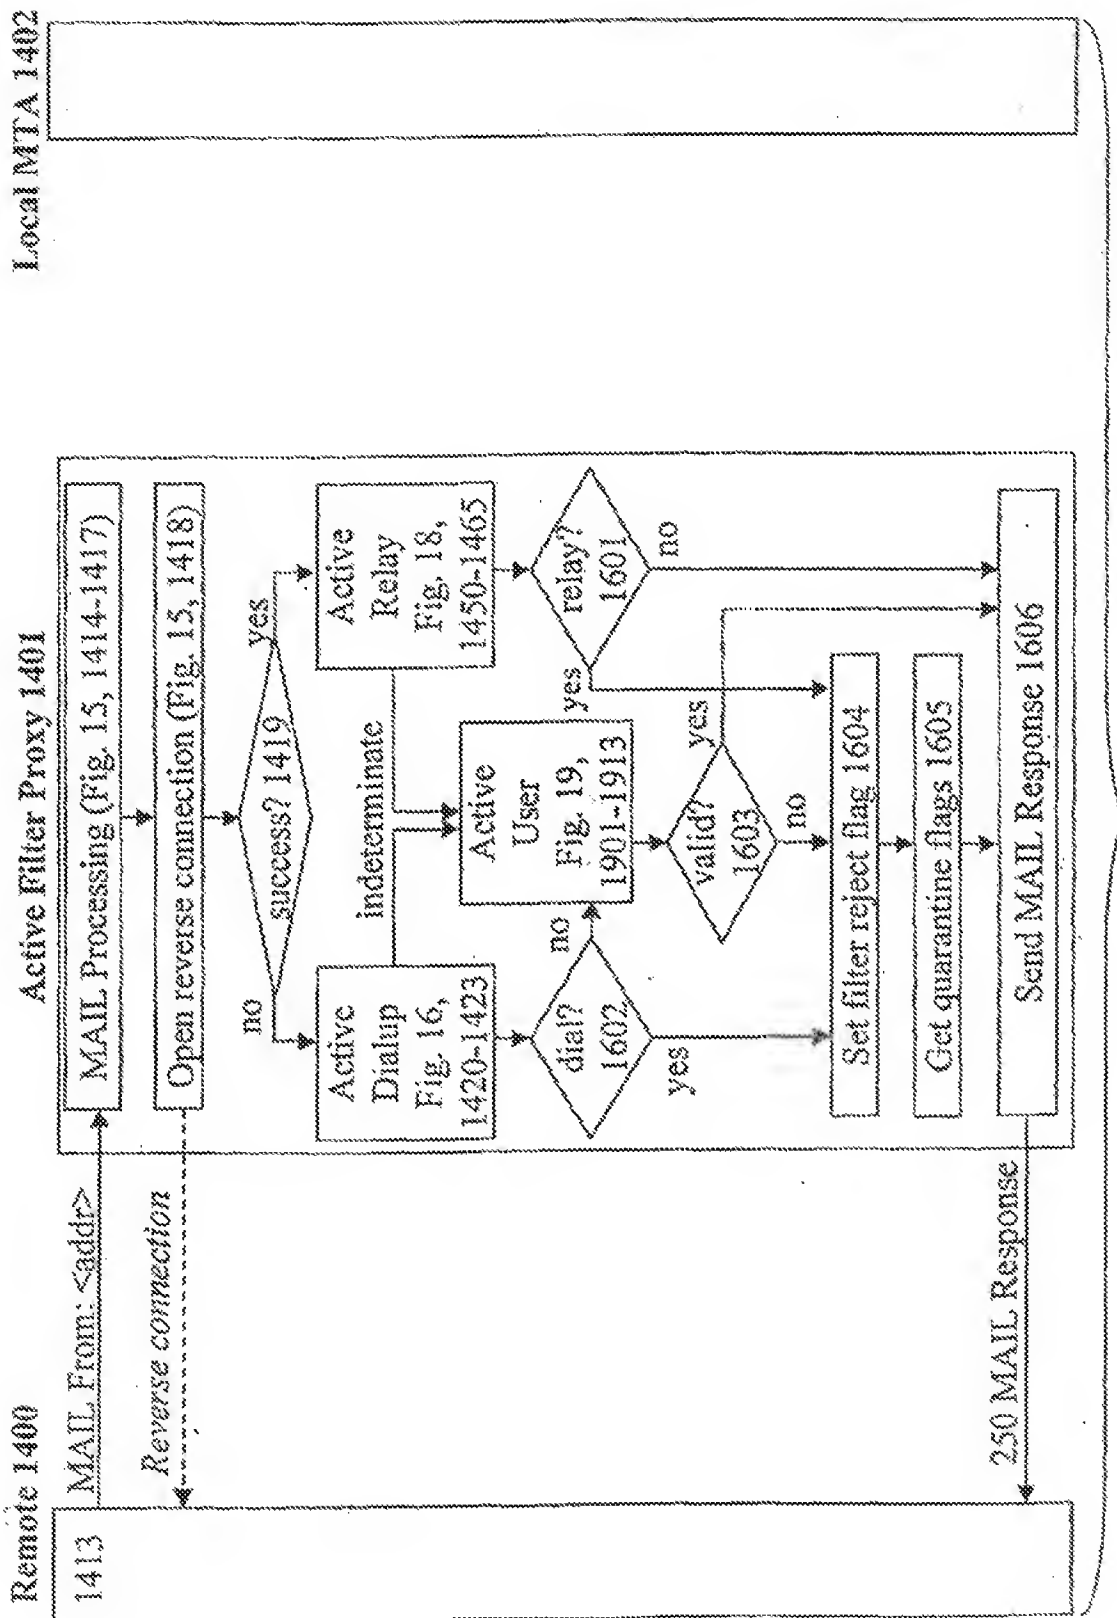 Remote 1400
Active Filter Proxy 1401
Local MTA 1402
1413
MAIL From: <addr>
MAIL Processing (Fig. 15, 1414-1417)
Reverse connection
Open reverse connection (Fig. 15, 1418)
success? 1419
no
yes
Active
Dialup
Fig. 16,
1420-1423
indeterminate
Active
Relay
Fig. 18,
1450-1465
Active
User
Fig. 19,
1901-1913
dial?
1602
no
yes
relay?
1601
yes
no
valid?
1603
yes
no
Set filter reject flag 1604
Get quarantine flags 1605
Send MAIL Response 1606
250 MAIL Response